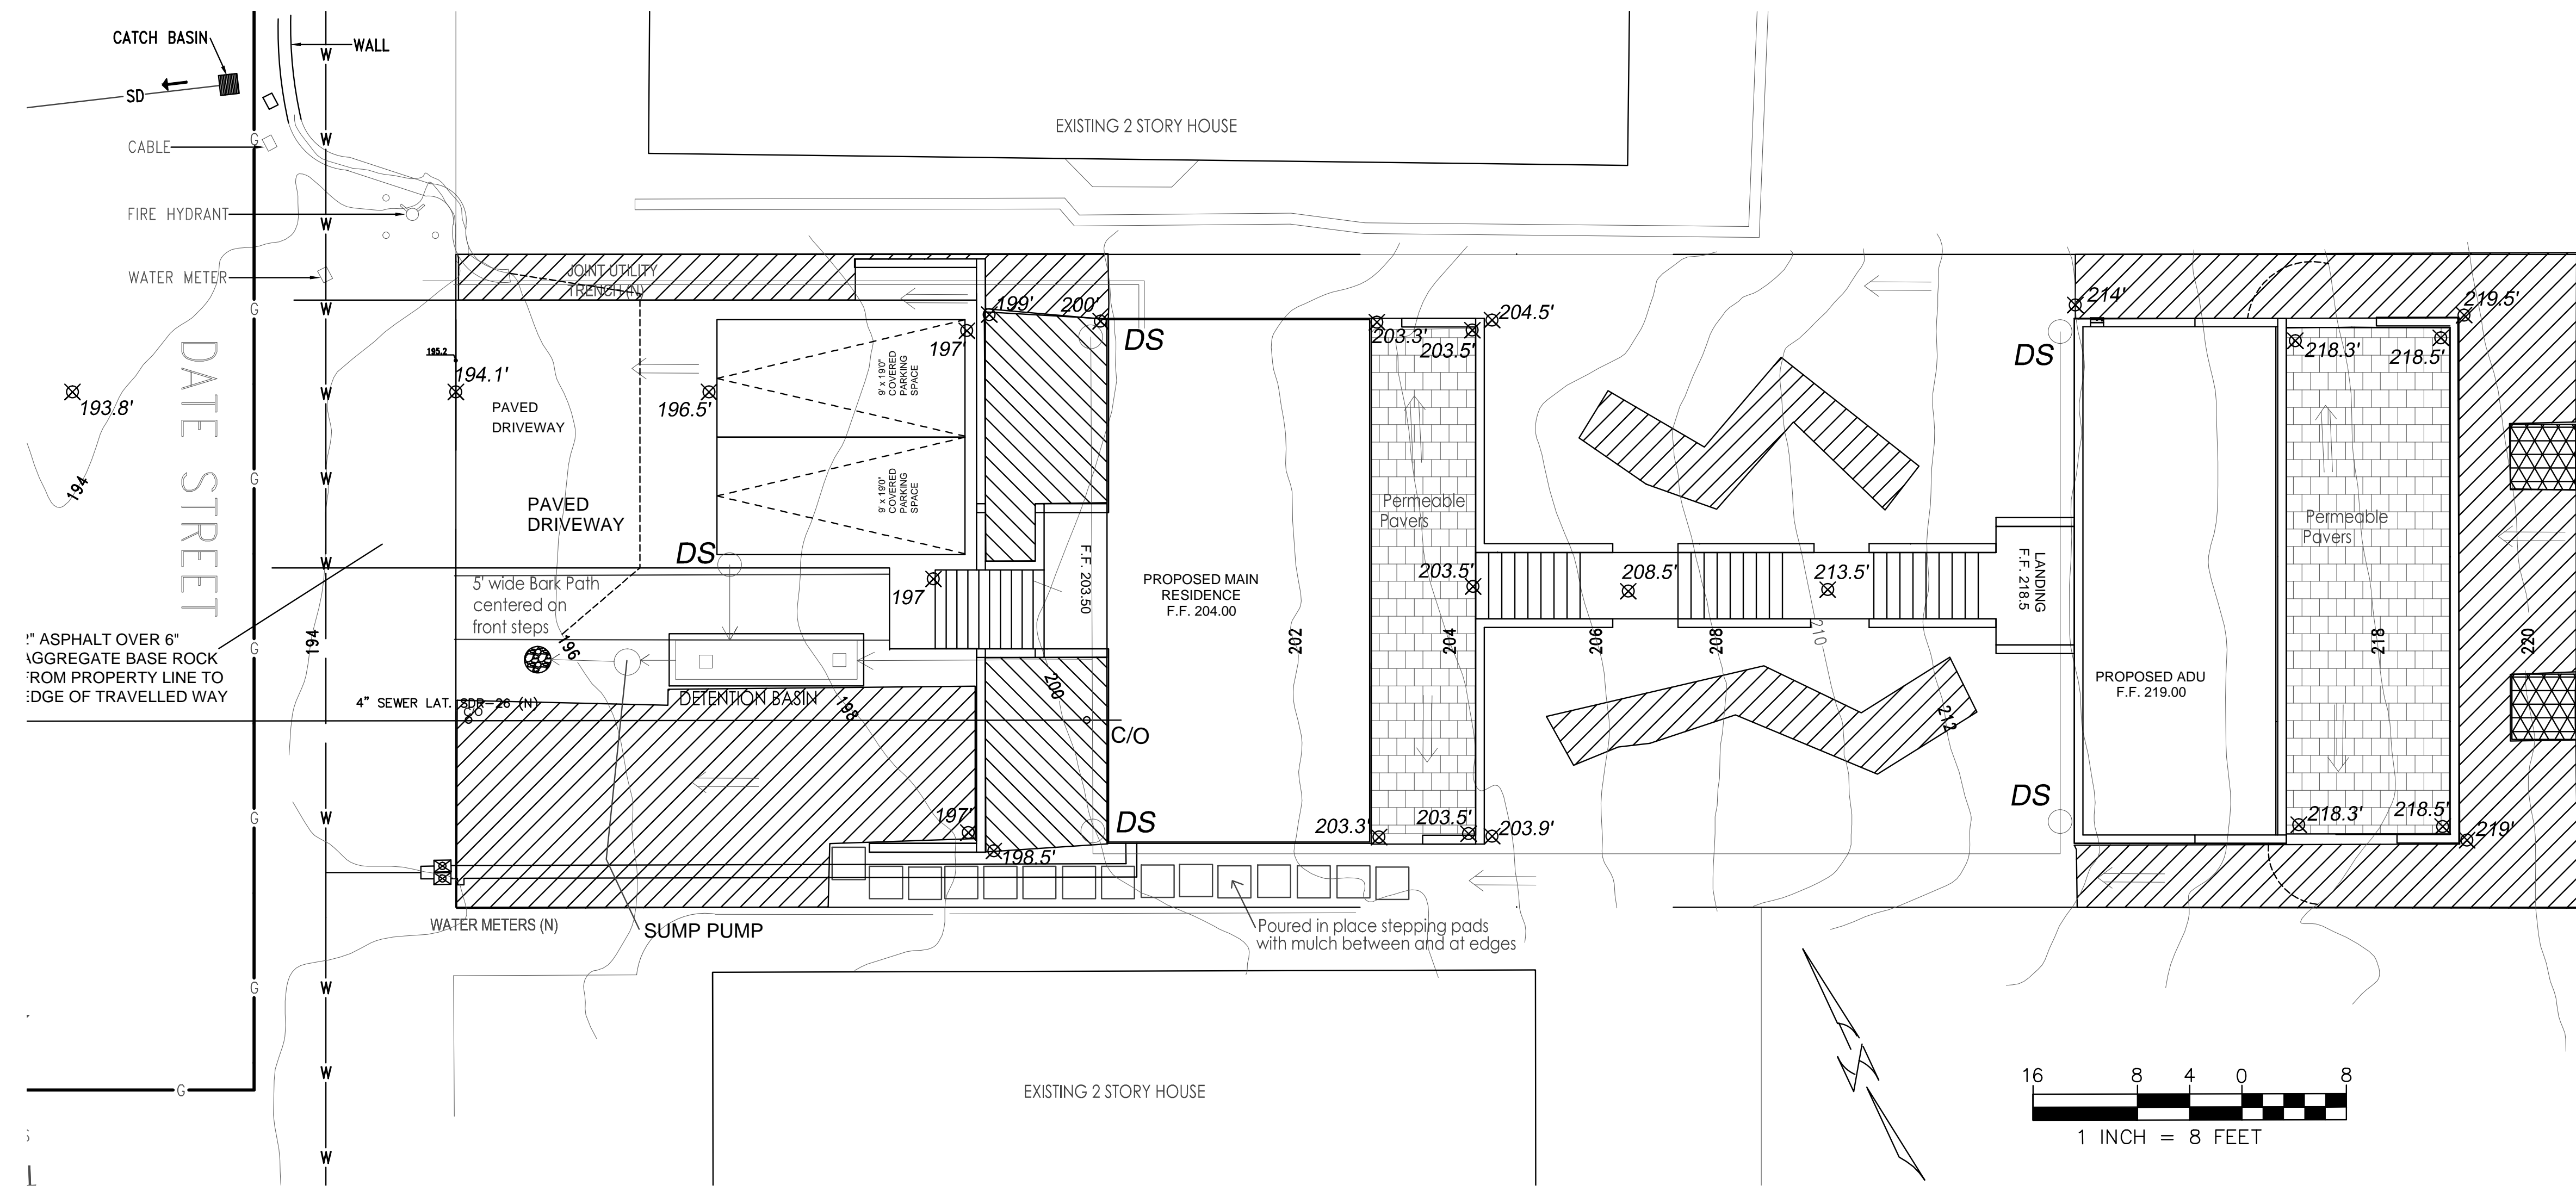 CATCH BASIN
WALL
SD
CABLE
FIRE HYDRANT
WATER METER
DATE STREET
EXISTING 2 STORY HOUSE
JOINT UTILITY
TRENCH (N)
199'
200'
197'
DS
203.3'
203.5'
204.5'
214'
DS
218.3'
218.5'
219.5'
195.2
194.1'
193.8'
194
PAVED
DRIVEWAY
196.5'
9' x 19'0"
COVERED
PARKING
SPACE
9' x 19'0"
COVERED
PARKING
SPACE
PAVED
DRIVEWAY
DS
Permeable
Pavers
Permeable
Pavers
5' wide Bark Path
centered on
front steps
197
F.F. 203.50
PROPOSED MAIN
RESIDENCE
F.F. 204.00
203.5'
208.5'
213.5'
LANDING
F.F. 218.5
194
196
198
200
202
204
206
208
210
212
218
220
2" ASPHALT OVER 6"
AGGREGATE BASE ROCK
FROM PROPERTY LINE TO
EDGE OF TRAVELLED WAY
4" SEWER LAT. SDR-26 (N)
CO
DETENTION BASIN
C/O
PROPOSED ADU
F.F. 219.00
197'
198.5'
DS
203.3'
203.5'
203.9'
DS
218.3'
218.5'
219'
WATER METERS (N)
SUMP PUMP
Poured in place stepping pads
with mulch between and at edges
EXISTING 2 STORY HOUSE
G
G
G
G
G
G
G
G
W
W
W
W
W
W
W
W
W
W
W
16 8 4 0 8
1 INCH = 8 FEET